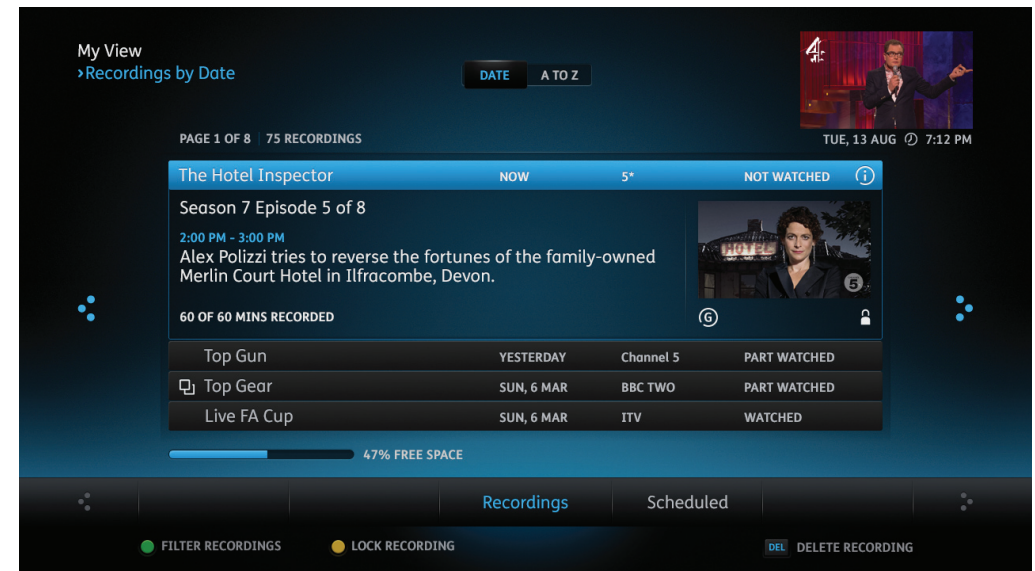 My View
›Recordings by Date
DATE A TO Z
4
PAGE 1 OF 8 75 RECORDINGS
TUE, 13 AUG 7:12 PM
The Hotel Inspector NOW 5* NOT WATCHED i
Season 7 Episode 5 of 8
2:00 PM - 3:00 PM
Alex Polizzi tries to reverse the fortunes of the family-owned
Merlin Court Hotel in Ilfracombe, Devon.
HOTEL
5
60 OF 60 MINS RECORDED G
Top Gun YESTERDAY Channel 5 PART WATCHED
Top Gear SUN, 6 MAR BBC TWO PART WATCHED
Live FA Cup SUN, 6 MAR ITV WATCHED
47% FREE SPACE
Recordings Scheduled
FILTER RECORDINGS LOCK RECORDING DEL DELETE RECORDING